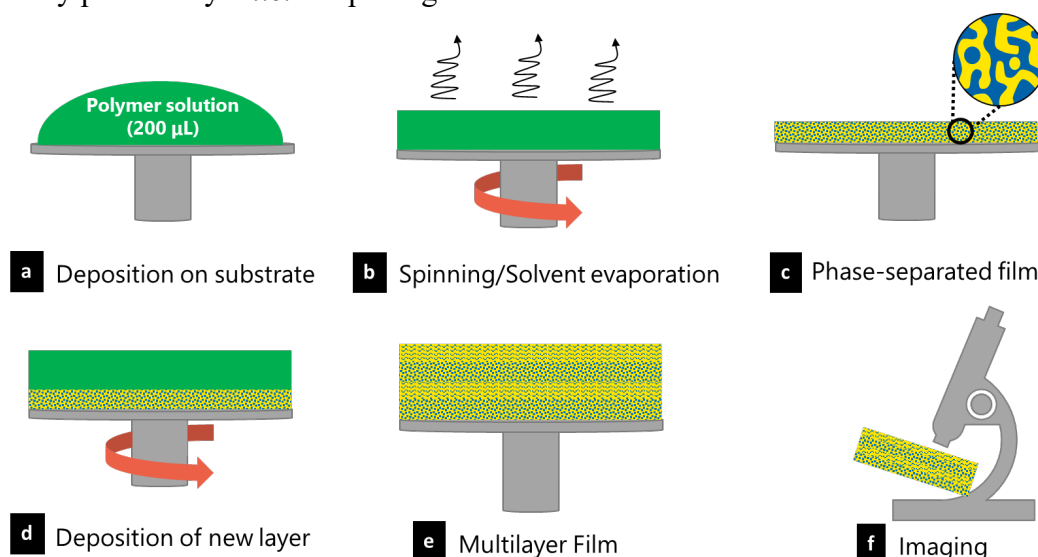 Polymer solution
(200 µL)
a Deposition on substrate
b Spinning/Solvent evaporation
c Phase-separated film
d Deposition of new layer
e Multilayer Film
f Imaging